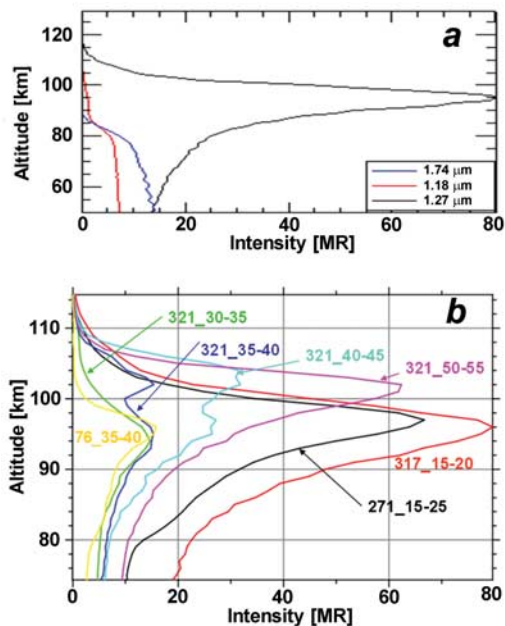 a
Altitude [km]
120
100
80
60
0 20 40 60 80
Intensity [MR]
1.74 µm
1.18 µm
1.27 µm
b
Altitude [km]
110
100
90
80
321_30-35
321_35-40
321_40-45
321_50-55
76_35-40
317_15-20
271_15-25
0 20 40 60 80
Intensity [MR]